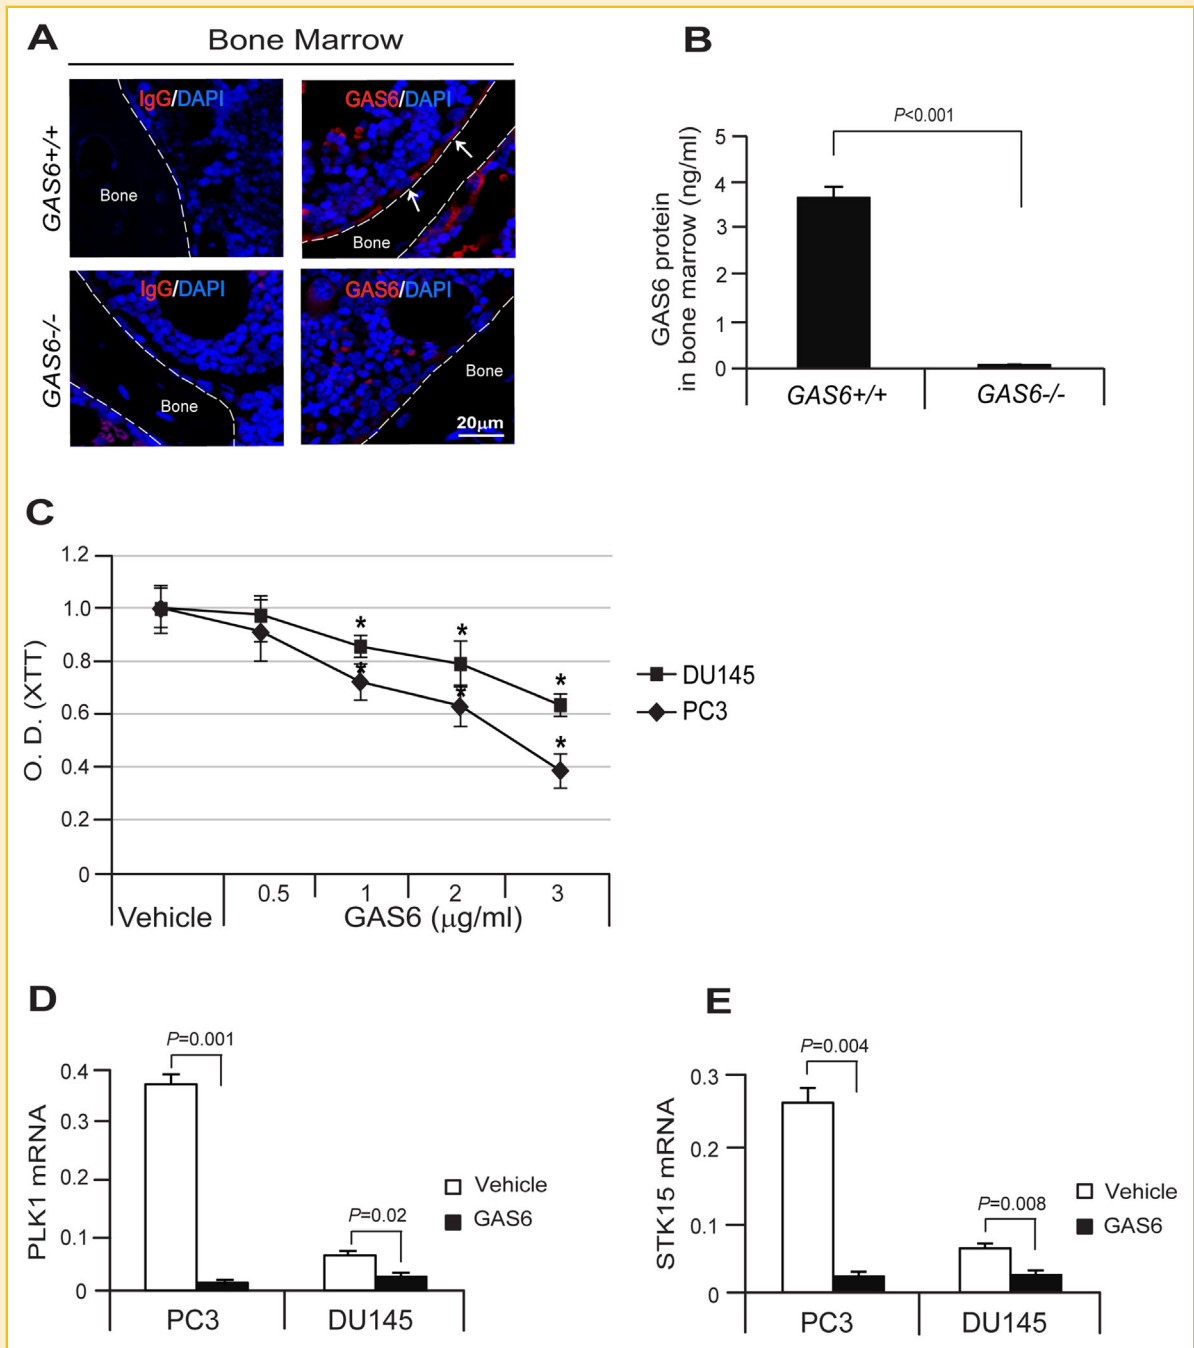 A
Bone Marrow
GAS6+/+
IgG/DAPI
Bone
GAS6/DAPI
Bone
GAS6-/-
IgG/DAPI
Bone
GAS6/DAPI
Bone
20µm
B
P<0.001
GAS6 protein
in bone marrow (ng/ml)
5
4
3
2
1
0
GAS6+/+
GAS6-/-
C
O. D. (XTT)
1.2
1.0
0.8
0.6
0.4
0.2
0
* * *
* * *
DU145
PC3
0.5 1 2 3
Vehicle GAS6 (µg/ml)
D
P=0.001
PLK1 mRNA
0.4
0.3
0.2
0.1
0
P=0.02
Vehicle
GAS6
PC3 DU145
E
P=0.004
STK15 mRNA
0.3
0.2
0.1
0
P=0.008
Vehicle
GAS6
PC3 DU145